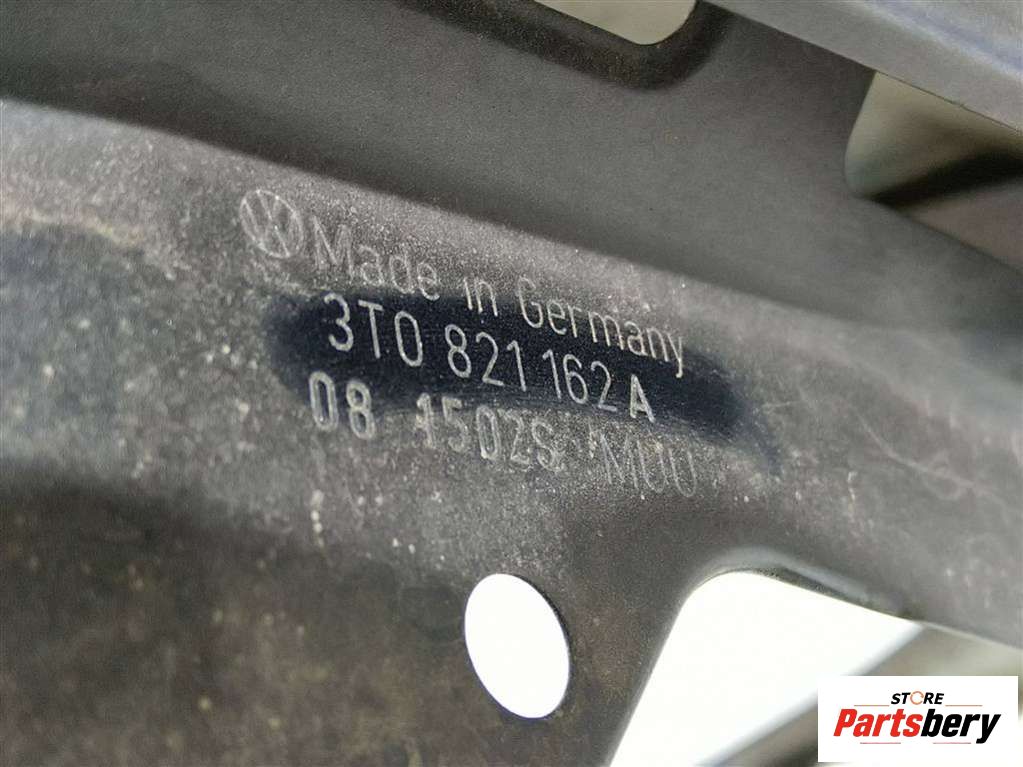 Made in Germany
3T0 821 162 A
08 1502S M00
STORE
Partsbery